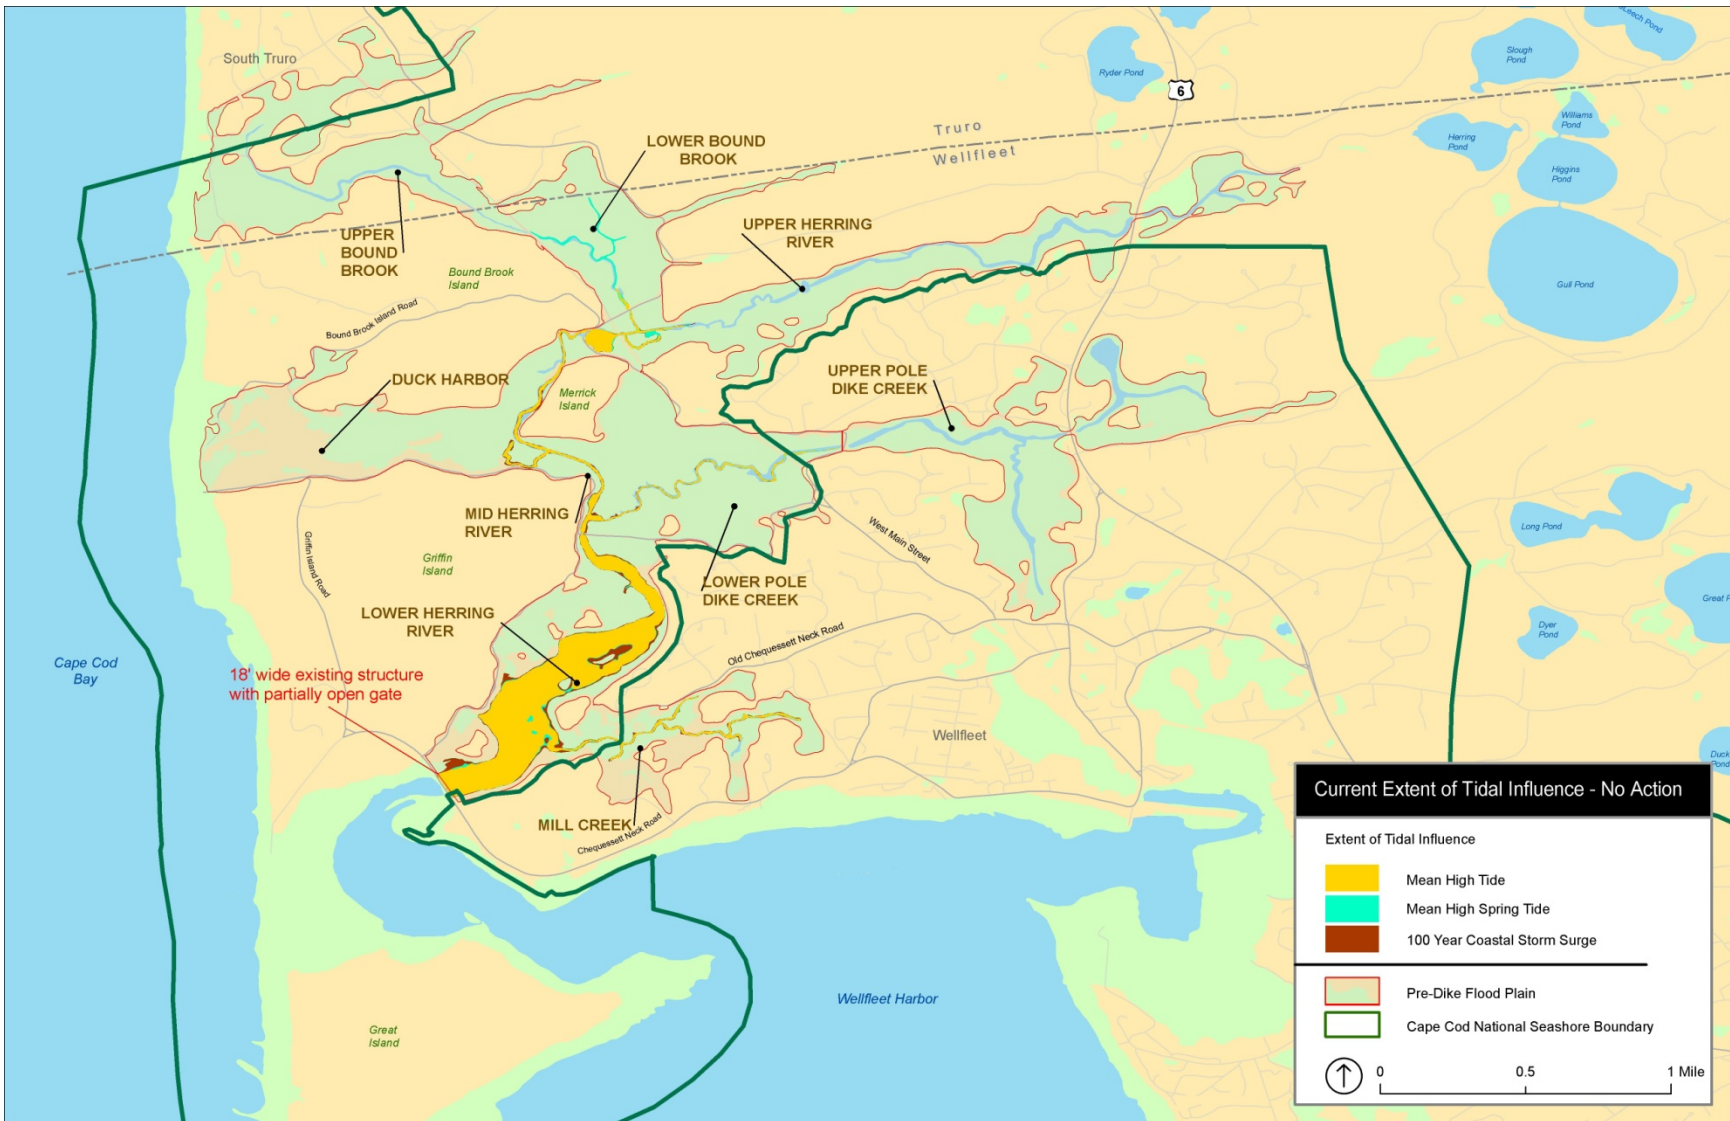 South Truro
Ryder Pond
6
Leech Pond
Slough
Pond
Williams
Pond
Herring
Pond
Higgins
Pond
Gull Pond
Truro
Wellfleet
LOWER BOUND
BROOK
UPPER HERRING
RIVER
UPPER
BOUND
BROOK
Bound Brook
Island
Bound Brook Island Road
DUCK HARBOR
Merrick
Island
UPPER POLE
DIKE CREEK
MID HERRING
RIVER
West Main Street
Long Pond
Griffin Island Road
Griffin
Island
LOWER POLE
DIKE CREEK
LOWER HERRING
RIVER
Great P
Dyer
Pond
Old Chequessett Neck Road
Cape Cod
Bay
18' wide existing structure
with partially open gate
Wellfleet
Duck
Pond
MILL CREEK
Chequessett Neck Road
Wellfleet Harbor
Great
Island
Current Extent of Tidal Influence - No Action
Extent of Tidal Influence
Mean High Tide
Mean High Spring Tide
100 Year Coastal Storm Surge
Pre-Dike Flood Plain
Cape Cod National Seashore Boundary
0 0.5 1 Mile